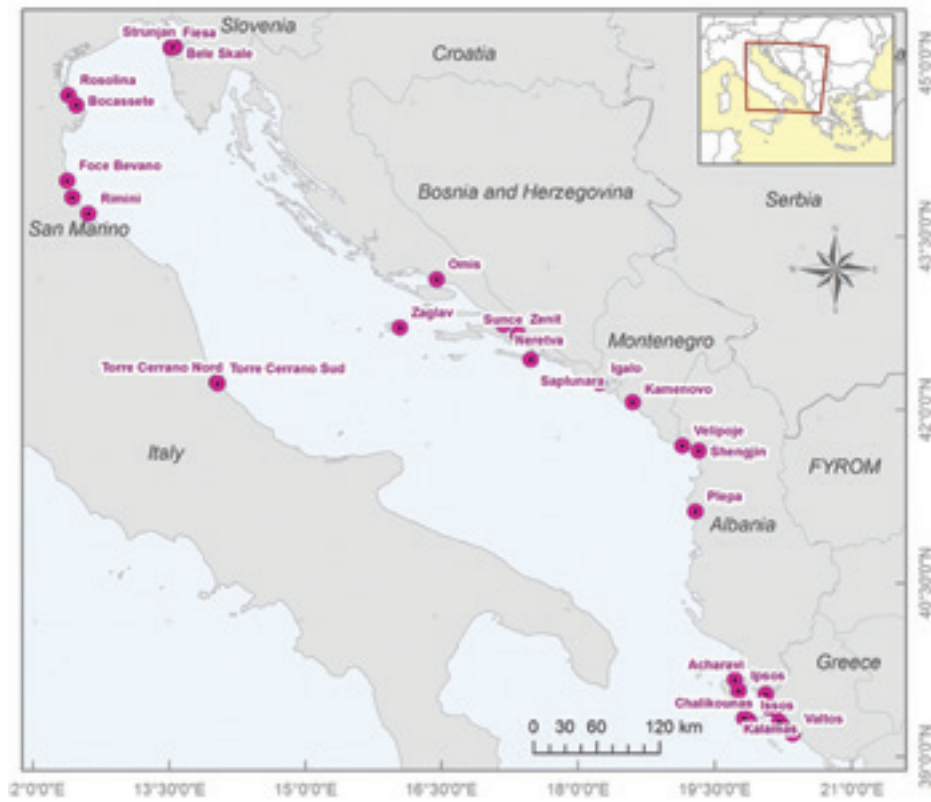 Strunjan Fiesa
Slovenia
Bele Skale
Croatia
45°0'0"N
Rosolina
Bocassete
Foce Bevano
Bosnia and Herzegovina
Serbia
Rimini
San Marino
43°30'0"N
Omis
Zaglav
Sunce Zenit
Neretva
Montenegro
Igalo
Torre Cerrano Nord Torre Cerrano Sud
Saplunara
Kamenovo
42°0'0"N
Velipoje
Shengjin
Italy
FYROM
Plepa
Albania
40°30'0"N
Acharavi
Ipsos
Greece
Chalikounas
Issos
Valtos
Kalamas
0 30 60 120 km
39°0'0"N
2°0'0"E 13°30'0"E 15°0'0"E 16°30'0"E 18°0'0"E 19°30'0"E 21°0'0"E